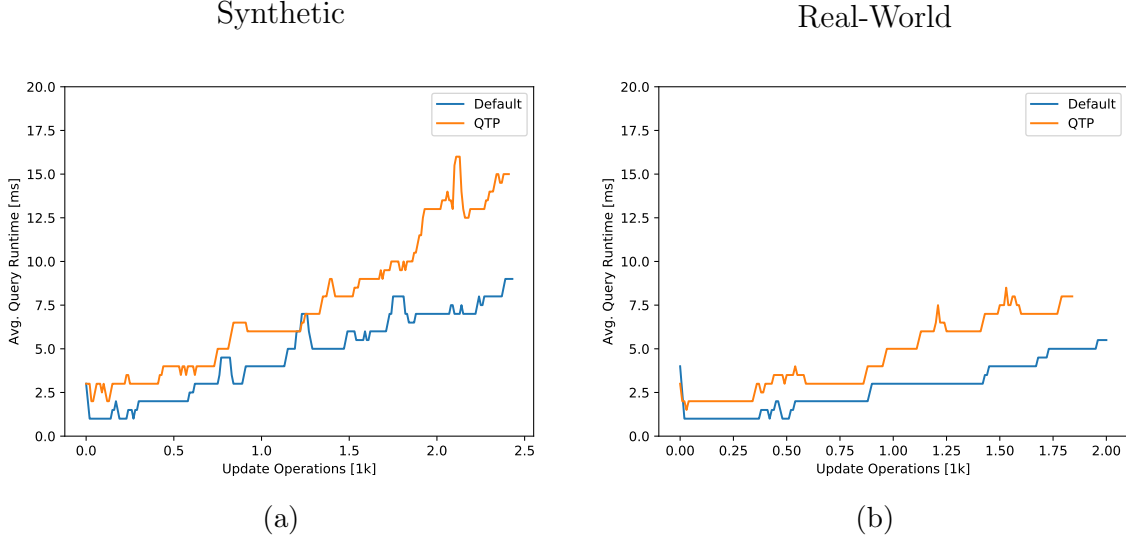 Synthetic
Real-World
20.0
17.5
15.0
12.5
10.0
7.5
5.0
2.5
0.0
Avg. Query Runtime [ms]
Default
QTP
0.0 0.5 1.0 1.5 2.0 2.5
Update Operations [1k]
(a)
20.0
17.5
15.0
12.5
10.0
7.5
5.0
2.5
0.0
Avg. Query Runtime [ms]
Default
QTP
0.00 0.25 0.50 0.75 1.00 1.25 1.50 1.75 2.00
Update Operations [1k]
(b)